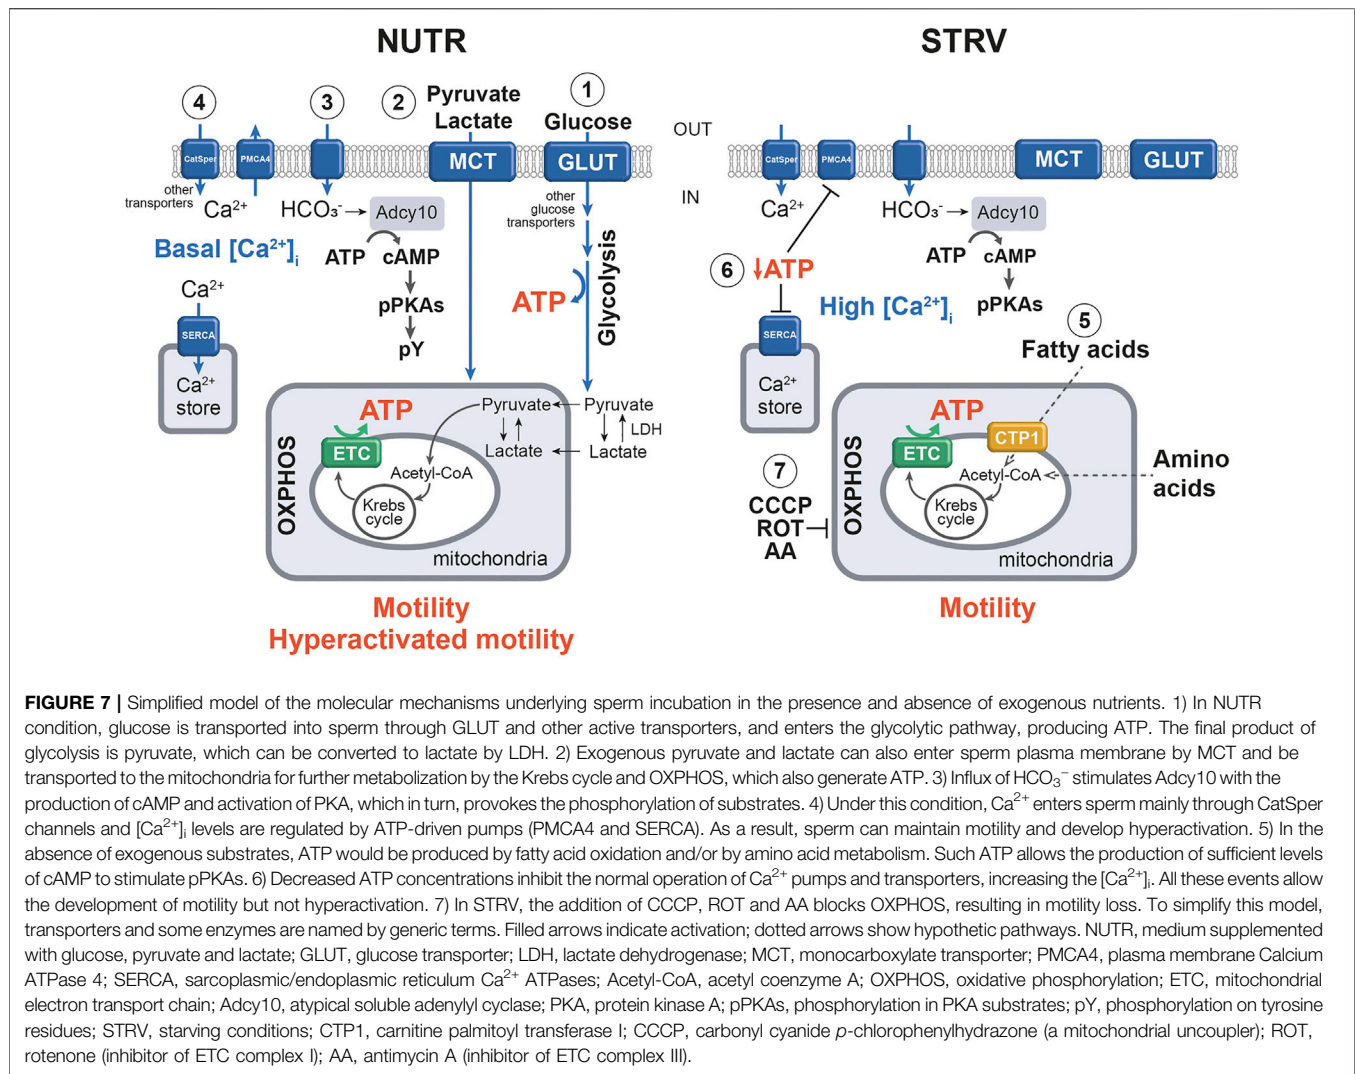 NUTR
STRV
4
3
2
Pyruvate
Lactate
1
Glucose
OUT
IN
CatSper
PMCA4
MCT
GLUT
other
transporters
Ca²⁺
HCO₃⁻
Adcy10
other
glucose
transporters
Basal [Ca²⁺]ᵢ
ATP
cAMP
pPKAs
pY
ATP
Glycolysis
Ca²⁺
SERCA
Ca²⁺
store
OXPHOS
ATP
ETC
Pyruvate
Pyruvate
LDH
Lactate
Lactate
Acetyl-CoA
Krebs
cycle
mitochondria
Motility
Hyperactivated motility
CatSper
PMCA4
MCT
GLUT
Ca²⁺
HCO₃⁻
Adcy10
ATP
cAMP
pPKAs
6
↓ATP
High [Ca²⁺]ᵢ
SERCA
Ca²⁺
store
5
Fatty acids
7
CCCP
ROT
AA
OXPHOS
ATP
ETC
CTP1
Acetyl-CoA
Krebs
cycle
mitochondria
Amino
acids
Motility
FIGURE 7 | Simplified model of the molecular mechanisms underlying sperm incubation in the presence and absence of exogenous nutrients. 1) In NUTR
condition, glucose is transported into sperm through GLUT and other active transporters, and enters the glycolytic pathway, producing ATP. The final product of
glycolysis is pyruvate, which can be converted to lactate by LDH. 2) Exogenous pyruvate and lactate can also enter sperm plasma membrane by MCT and be
transported to the mitochondria for further metabolization by the Krebs cycle and OXPHOS, which also generate ATP. 3) Influx of HCO₃⁻ stimulates Adcy10 with the
production of cAMP and activation of PKA, which in turn, provokes the phosphorylation of substrates. 4) Under this condition, Ca²⁺ enters sperm mainly through CatSper
channels and [Ca²⁺]ᵢ levels are regulated by ATP-driven pumps (PMCA4 and SERCA). As a result, sperm can maintain motility and develop hyperactivation. 5) In the
absence of exogenous substrates, ATP would be produced by fatty acid oxidation and/or by amino acid metabolism. Such ATP allows the production of sufficient levels
of cAMP to stimulate pPKAs. 6) Decreased ATP concentrations inhibit the normal operation of Ca²⁺ pumps and transporters, increasing the [Ca²⁺]ᵢ. All these events allow
the development of motility but not hyperactivation. 7) In STRV, the addition of CCCP, ROT and AA blocks OXPHOS, resulting in motility loss. To simplify this model,
transporters and some enzymes are named by generic terms. Filled arrows indicate activation; dotted arrows show hypothetic pathways. NUTR, medium supplemented
with glucose, pyruvate and lactate; GLUT, glucose transporter; LDH, lactate dehydrogenase; MCT, monocarboxylate transporter; PMCA4, plasma membrane Calcium
ATPase 4; SERCA, sarcoplasmic/endoplasmic reticulum Ca²⁺ ATPases; Acetyl-CoA, acetyl coenzyme A; OXPHOS, oxidative phosphorylation; ETC, mitochondrial
electron transport chain; Adcy10, atypical soluble adenylyl cyclase; PKA, protein kinase A; pPKAs, phosphorylation in PKA substrates; pY, phosphorylation on tyrosine
residues; STRV, starving conditions; CTP1, carnitine palmitoyl transferase I; CCCP, carbonyl cyanide p-chlorophenylhydrazone (a mitochondrial uncoupler); ROT,
rotenone (inhibitor of ETC complex I); AA, antimycin A (inhibitor of ETC complex III).